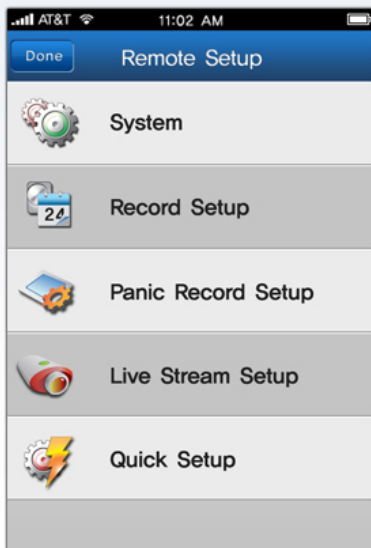 AT&T 11:02 AM
Done Remote Setup
System
24
Record Setup
Panic Record Setup
Live Stream Setup
Quick Setup